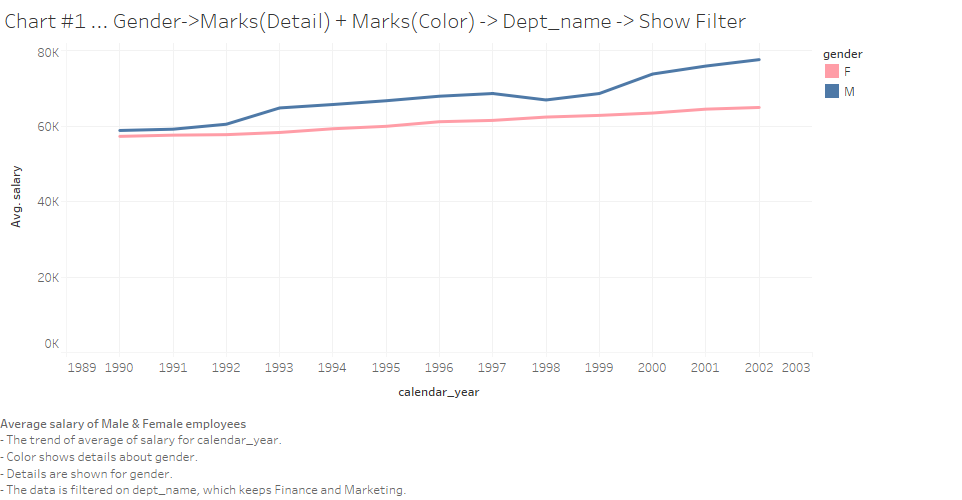 Chart #1 ... Gender->Marks(Detail) + Marks(Color) -> Dept_name -> Show Filter
gender
F
M
80K
60K
40K
20K
0K
Avg. salary
1989 1990 1991 1992 1993 1994 1995 1996 1997 1998 1999 2000 2001 2002 2003
calendar_year
Average salary of Male & Female employees
- The trend of average of salary for calendar_year.
- Color shows details about gender.
- Details are shown for gender.
- The data is filtered on dept_name, which keeps Finance and Marketing.